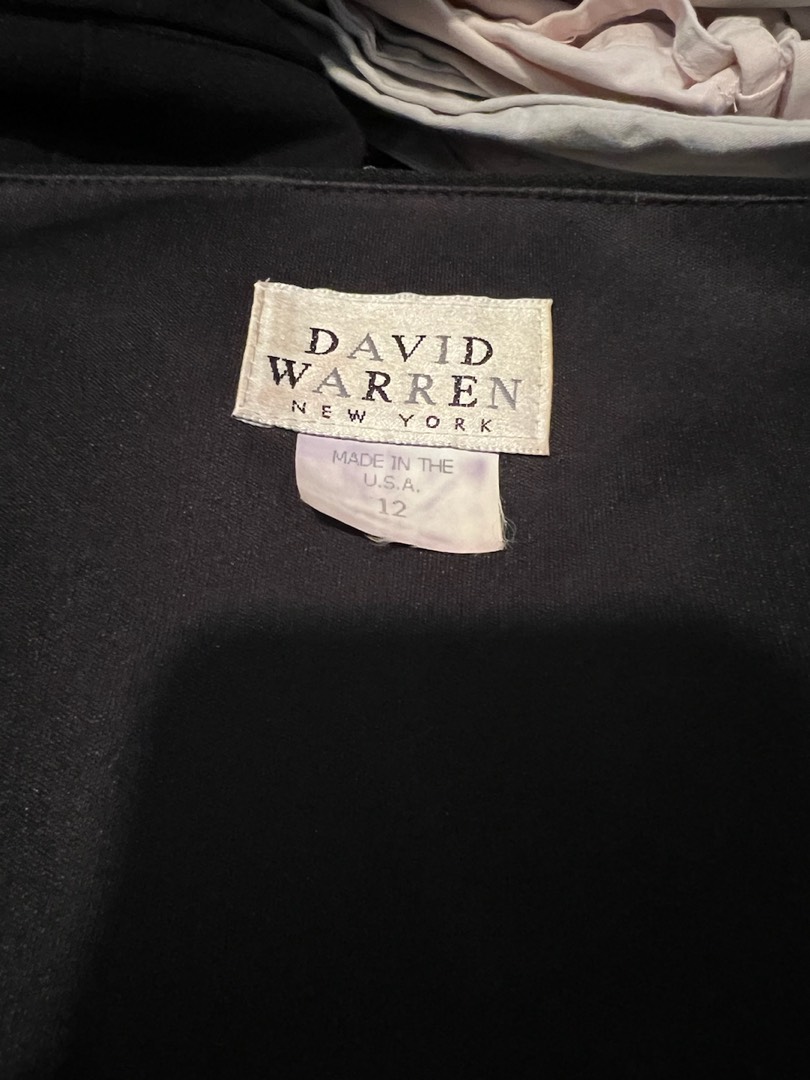 DAVID
WARREN
NEW YORK
MADE IN THE
U.S.A.
12